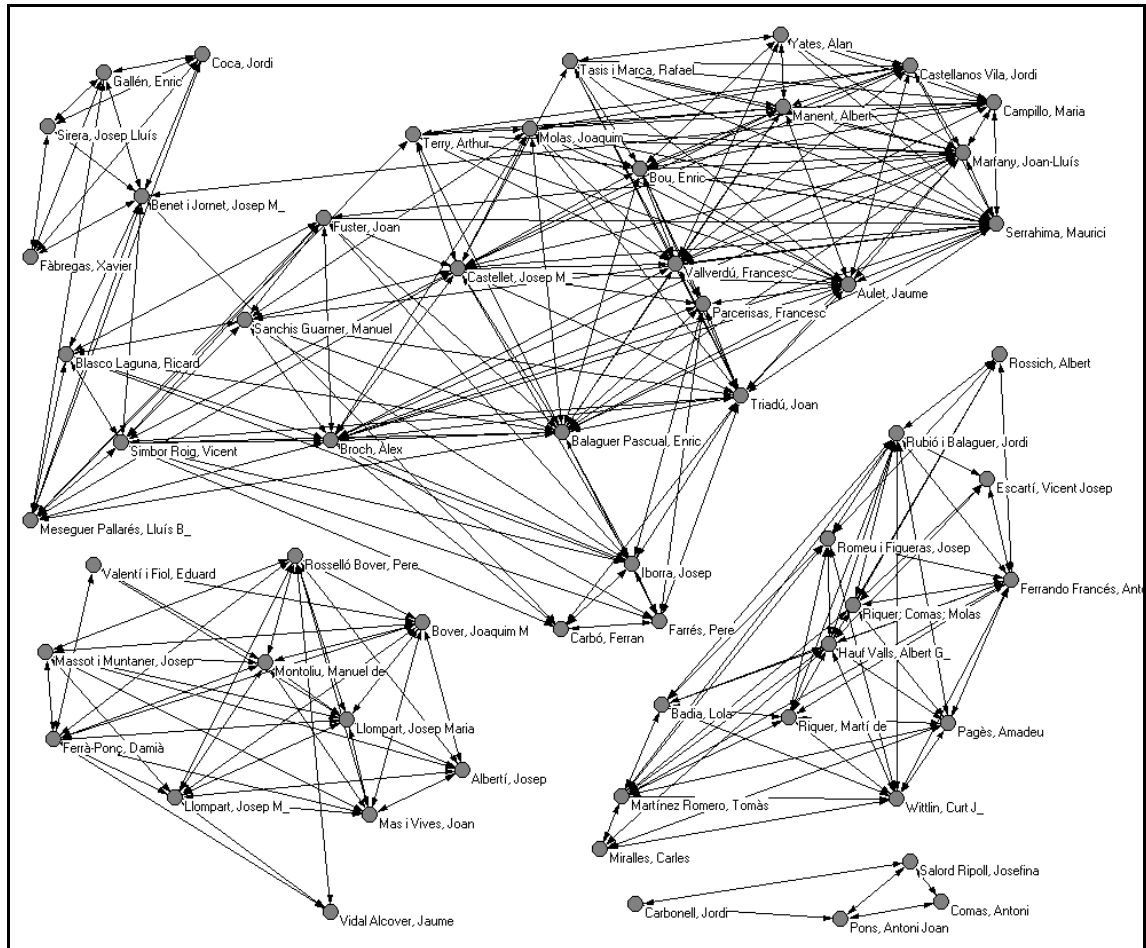 Yates, Alan
Coca, Jordi
Tasis i Marca, Rafael
Castellanos Vila, Jordi
Gallén, Enric
Campillo, Maria
Manent, Albert
Sirera, Josep Lluís
Terry, Arthur
Molas, Joaquim
Marfany, Joan-Lluís
Bou, Enric
Benet i Jornet, Josep M_
Fuster, Joan
Serrahima, Maurici
Fàbregas, Xavier
Castellet, Josep M_
Vallverdú, Francesc
Aulet, Jaume
Parcerisas, Francesc
Sanchis Guarner, Manuel
Blasco Laguna, Ricard
Rossich, Albert
Triadú, Joan
Balaguer Pascual, Enric
Simbor Roig, Vicent
Broch, Àlex
Rubió i Balaguer, Jordi
Escartí, Vicent Josep
Meseguer Pallarés, Lluís B_
Romeu i Figueras, Josep
Rosselló Bover, Pere
Valentí i Fiol, Eduard
Iborra, Josep
Ferrando Francés, Anto
Riquer; Comas; Molas
Bover, Joaquim M
Carbó, Ferran
Farrés, Pere
Hauf Valls, Albert G_
Massot i Muntaner, Josep
Montoliu, Manuel de
Badia, Lola
Riquer, Martí de
Llompart, Josep Maria
Pagès, Amadeu
Ferrà-Ponç, Damià
Albertí, Josep
Llompart, Josep M_
Martínez Romero, Tomàs
Wittlin, Curt J_
Mas i Vives, Joan
Miralles, Carles
Salord Ripoll, Josefina
Vidal Alcover, Jaume
Carbonell, Jordi
Comas, Antoni
Pons, Antoni Joan